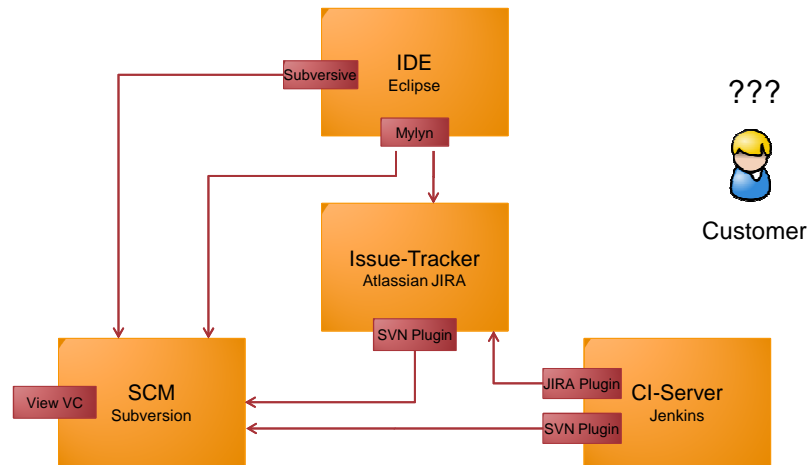 IDE
Eclipse
Subversive
Mylyn
???
Customer
Issue-Tracker
Atlassian JIRA
SVN Plugin
SCM
Subversion
View VC
JIRA Plugin
CI-Server
Jenkins
SVN Plugin